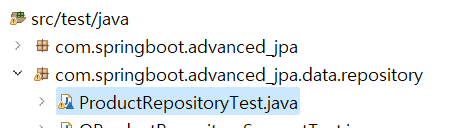 src/test/java
com.springboot.advanced_jpa
com.springboot.advanced_jpa.data.repository
ProductRepositoryTest.java